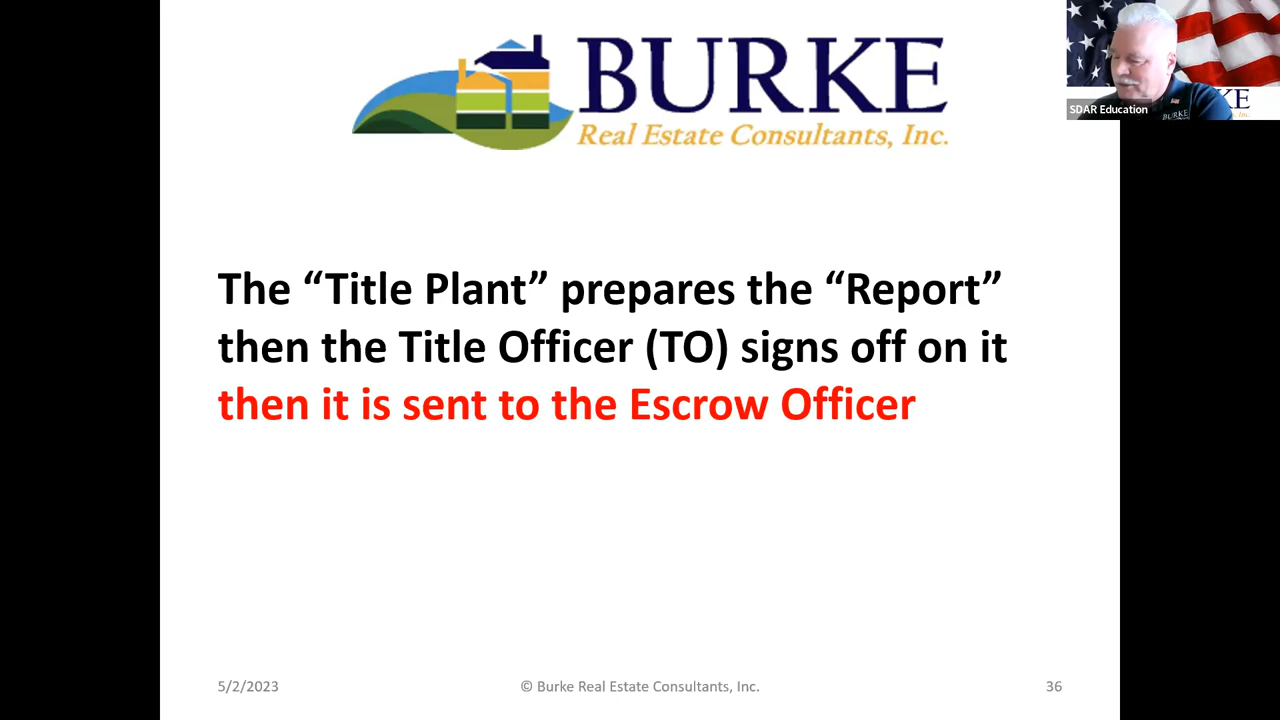 BURKE
Real Estate Consultants, Inc.
SDAR Education
BURKE
KE
The “Title Plant” prepares the “Report”
then the Title Officer (TO) signs off on it
then it is sent to the Escrow Officer
5/2/2023
© Burke Real Estate Consultants, Inc.
36